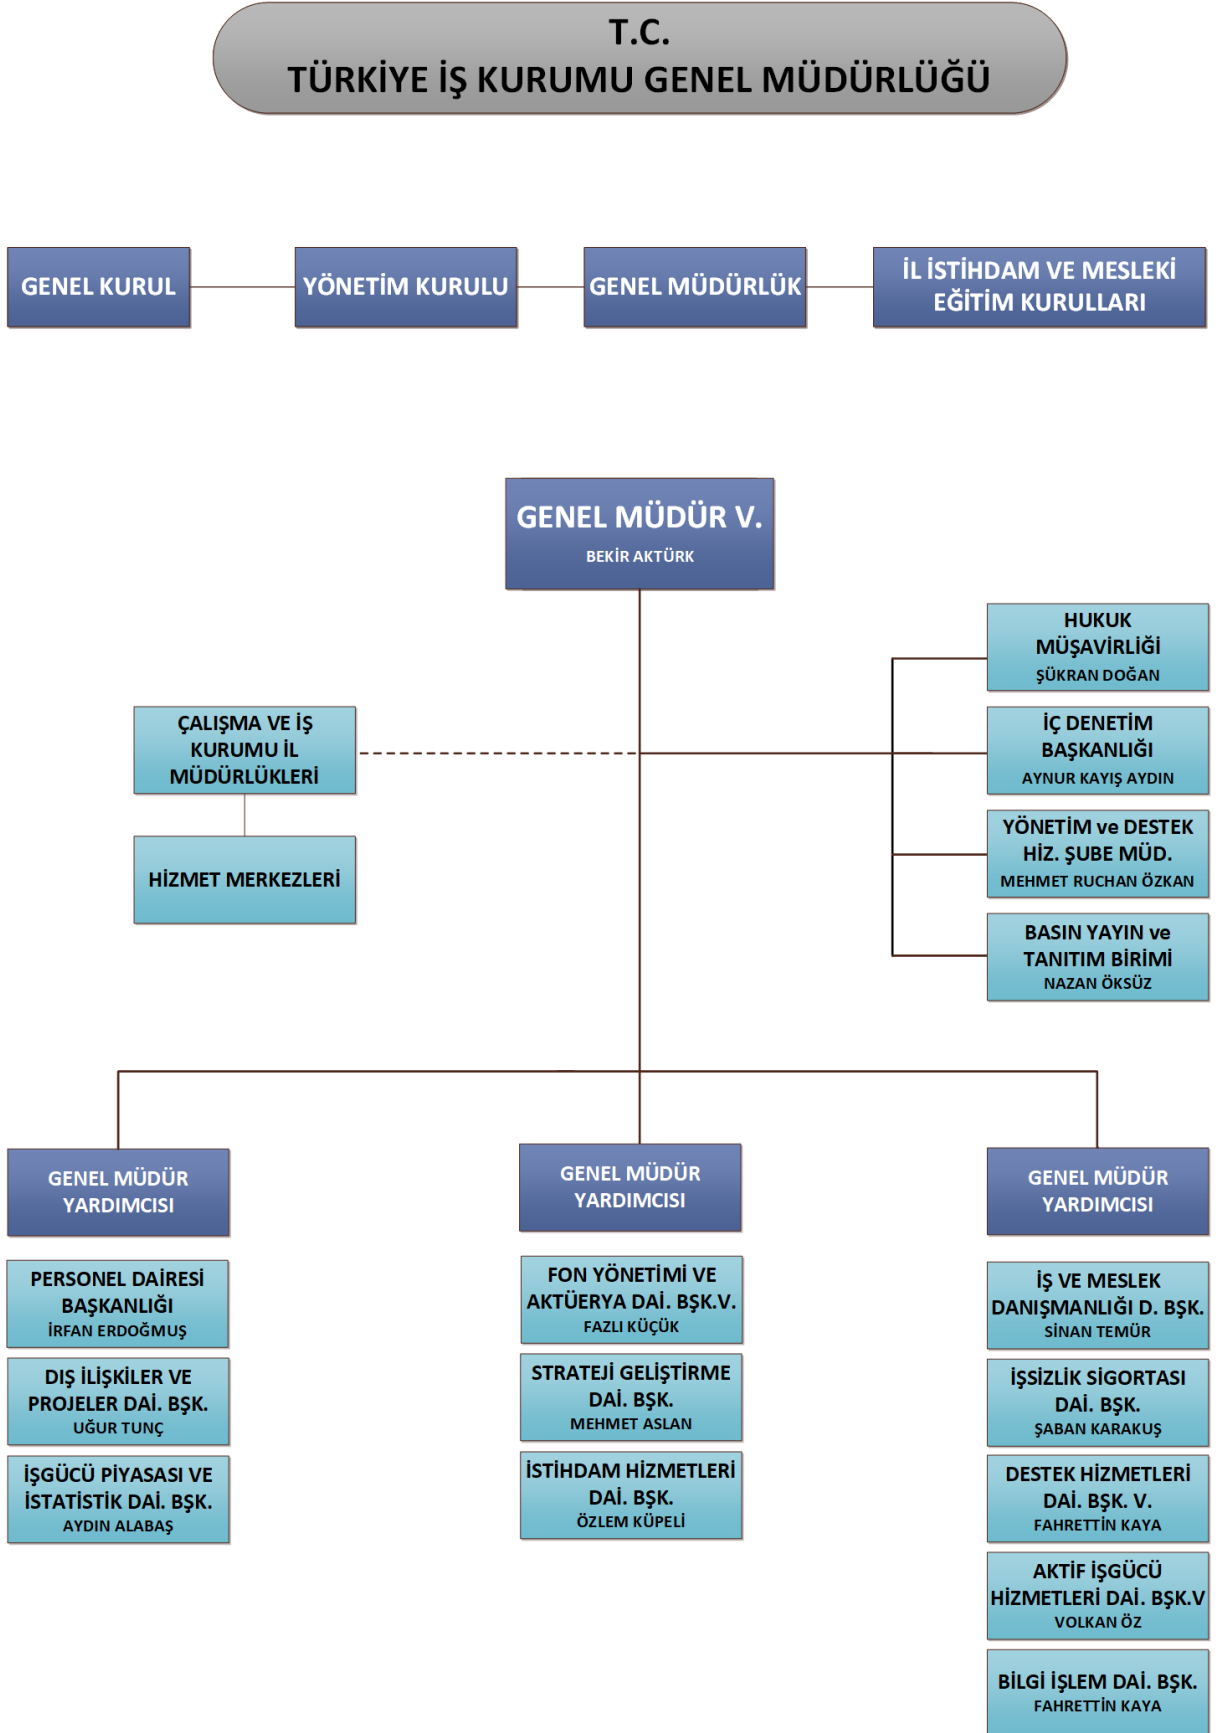 T.C.
TÜRKİYE İŞ KURUMU GENEL MÜDÜRLÜĞÜ
GENEL KURUL
YÖNETİM KURULU
GENEL MÜDÜRLÜK
İL İSTİHDAM VE MESLEKİ
EĞİTİM KURULLARI
GENEL MÜDÜR V.
BEKİR AKTÜRK
HUKUK
MÜŞAVİRLİĞİ
ŞÜKRAN DOĞAN
ÇALIŞMA VE İŞ
KURUMU İL
MÜDÜRLÜKLERİ
İÇ DENETİM
BAŞKANLIĞI
AYNUR KAYIŞ AYDIN
HİZMET MERKEZLERİ
YÖNETİM ve DESTEK
HİZ. ŞUBE MÜD.
MEHMET RUCHAN ÖZKAN
BASIN YAYIN ve
TANITIM BİRİMİ
NAZAN ÖKSÜZ
GENEL MÜDÜR
YARDIMCISI
PERSONEL DAİRESİ
BAŞKANLIĞI
İRFAN ERDOĞMUŞ
DIŞ İLİŞKİLER VE
PROJELER DAİ. BŞK.
UĞUR TUNÇ
İŞGÜCÜ PİYASASI VE
İSTATİSTİK DAİ. BŞK.
AYDIN ALABAŞ
GENEL MÜDÜR
YARDIMCISI
FON YÖNETİMİ VE
AKTÜERYA DAİ. BŞK.V.
FAZLI KÜÇÜK
STRATEJİ GELİŞTİRME
DAİ. BŞK.
MEHMET ASLAN
İSTİHDAM HİZMETLERİ
DAİ. BŞK.
ÖZLEM KÜPELİ
GENEL MÜDÜR
YARDIMCISI
İŞ VE MESLEK
DANIŞMANLIĞI D. BŞK.
SİNAN TEMÜR
İŞSİZLİK SİGORTASI
DAİ. BŞK.
ŞABAN KARAKUŞ
DESTEK HİZMETLERİ
DAİ. BŞK. V.
FAHRETTİN KAYA
AKTİF İŞGÜCÜ
HİZMETLERİ DAİ. BŞK.V
VOLKAN ÖZ
BİLGİ İŞLEM DAİ. BŞK.
FAHRETTİN KAYA